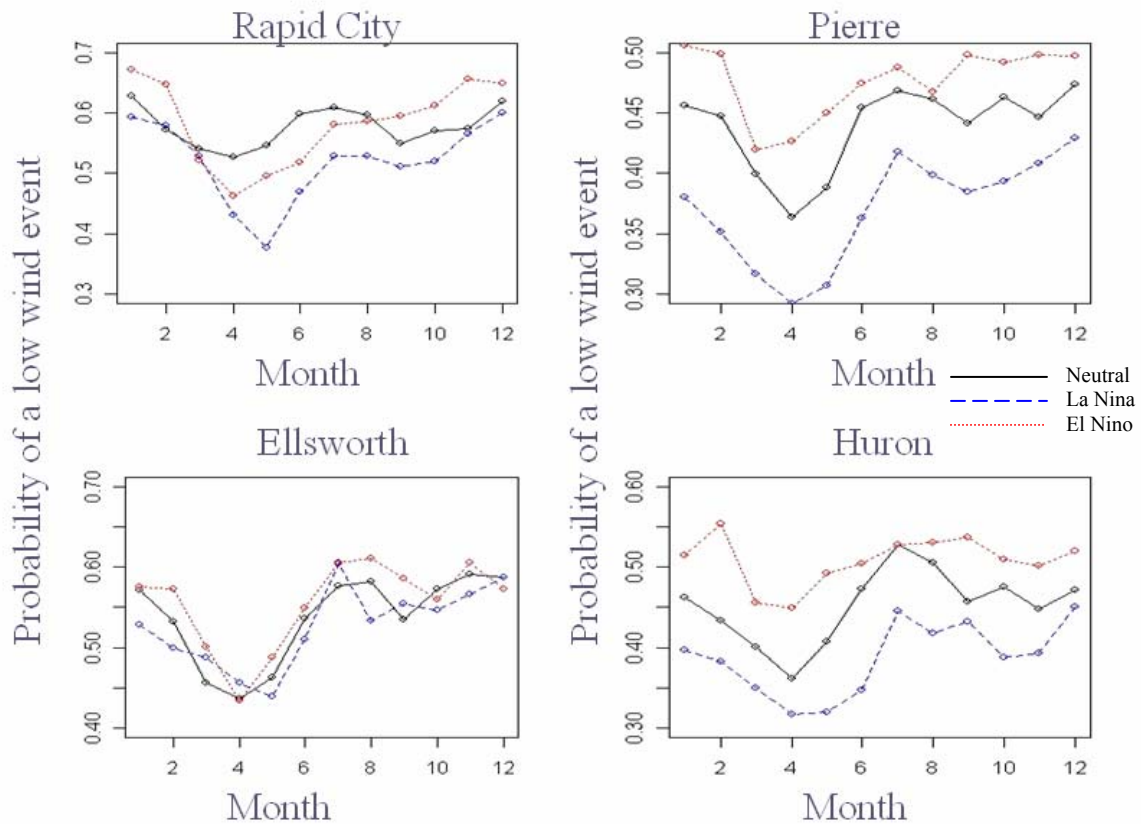 Rapid City
Pierre
Probability of a low wind event
0.7
0.6
0.5
0.4
0.3
2 4 6 8 10 12
Month
Probability of a low wind event
0.50
0.45
0.40
0.35
0.30
2 4 6 8 10 12
Month
Neutral
La Nina
El Nino
Ellsworth
Huron
0.70
0.60
0.50
0.40
2 4 6 8 10 12
Month
0.60
0.50
0.40
0.30
2 4 6 8 10 12
Month